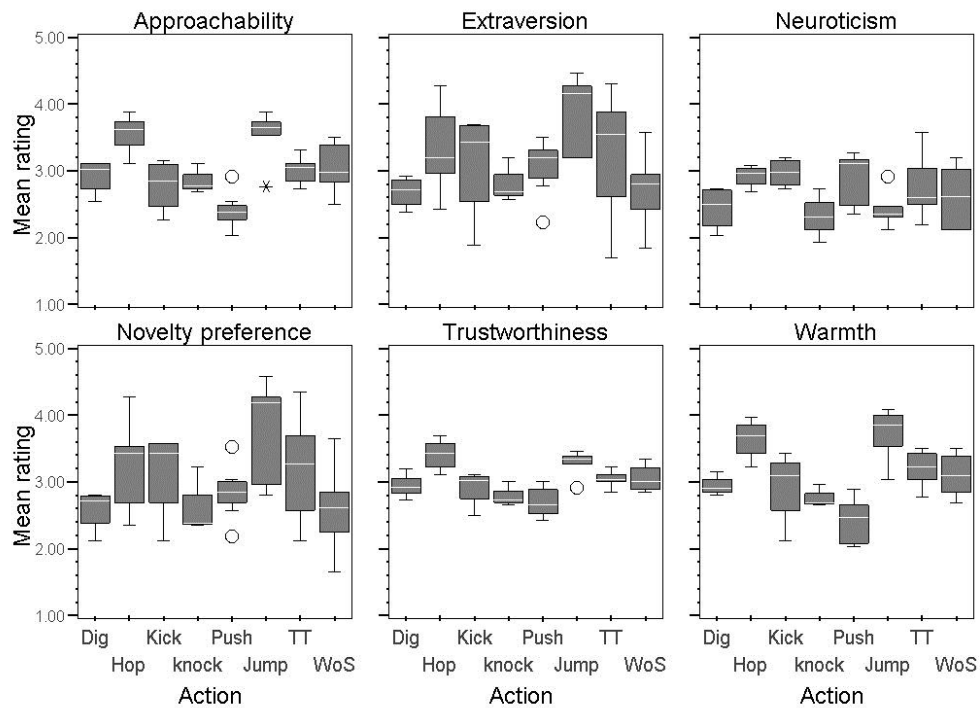 Approachability Extraversion Neuroticism
5.00
4.00
3.00
2.00
1.00
Mean rating
Novelty preference Trustworthiness Warmth
5.00
4.00
3.00
2.00
1.00
Mean rating
Dig Kick Push TT Dig Kick Push TT Dig Kick Push TT
Hop knock Jump WoS Hop knock Jump WoS Hop knock Jump WoS
Action Action Action